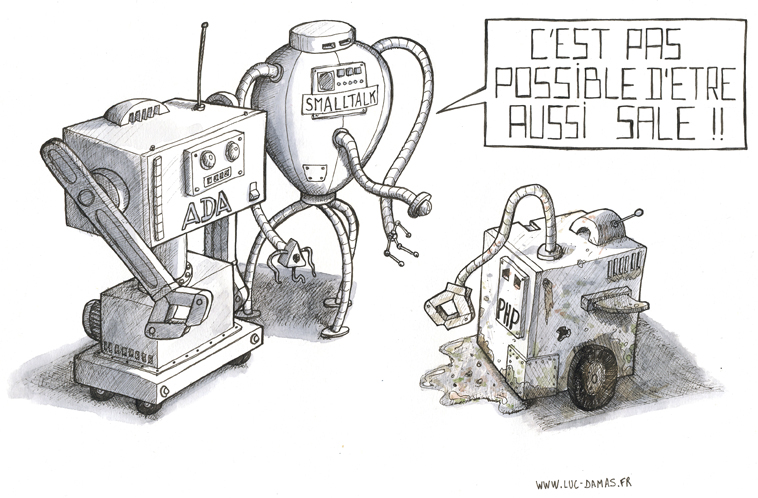 C'EST PAS
POSSIBLE D'ETRE
AUSSI SALE !!
SMALLTALK
ADA
PHP
WWW.LUC-DAMAS.FR